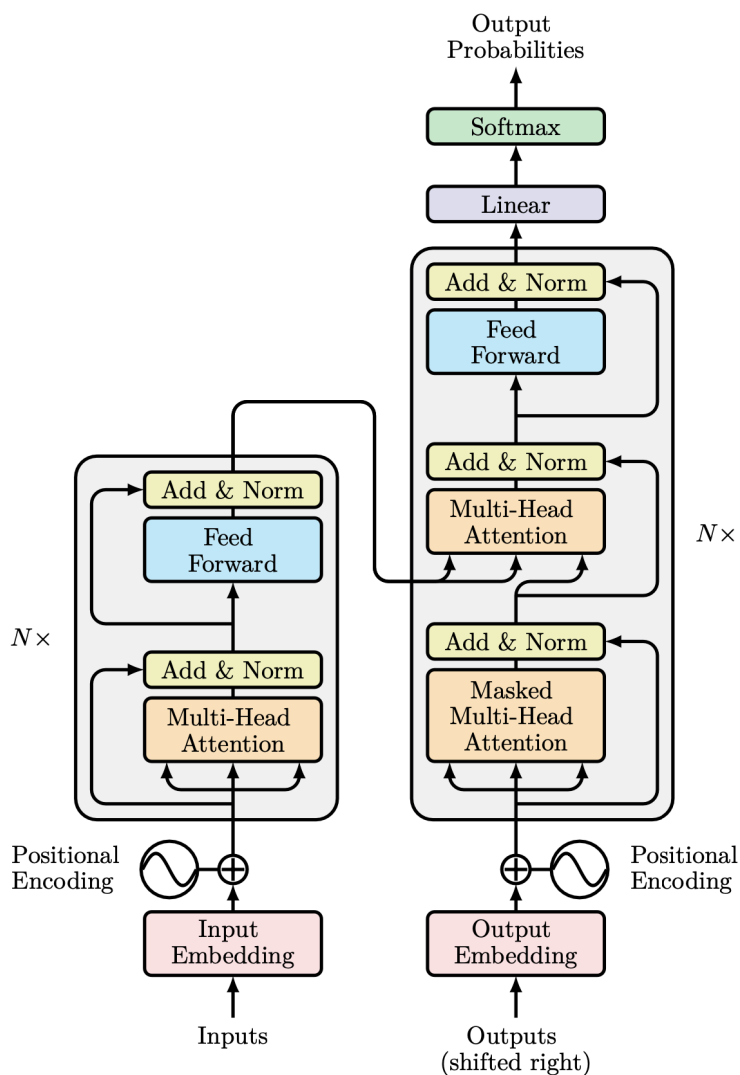 Output
Probabilities
Softmax
Linear
Add & Norm
Feed
Forward
Add & Norm
Multi-Head
Attention
N×
Add & Norm
Masked
Multi-Head
Attention
Add & Norm
Feed
Forward
N×
Add & Norm
Multi-Head
Attention
Positional
Encoding
Positional
Encoding
Input
Embedding
Output
Embedding
Inputs
Outputs
(shifted right)